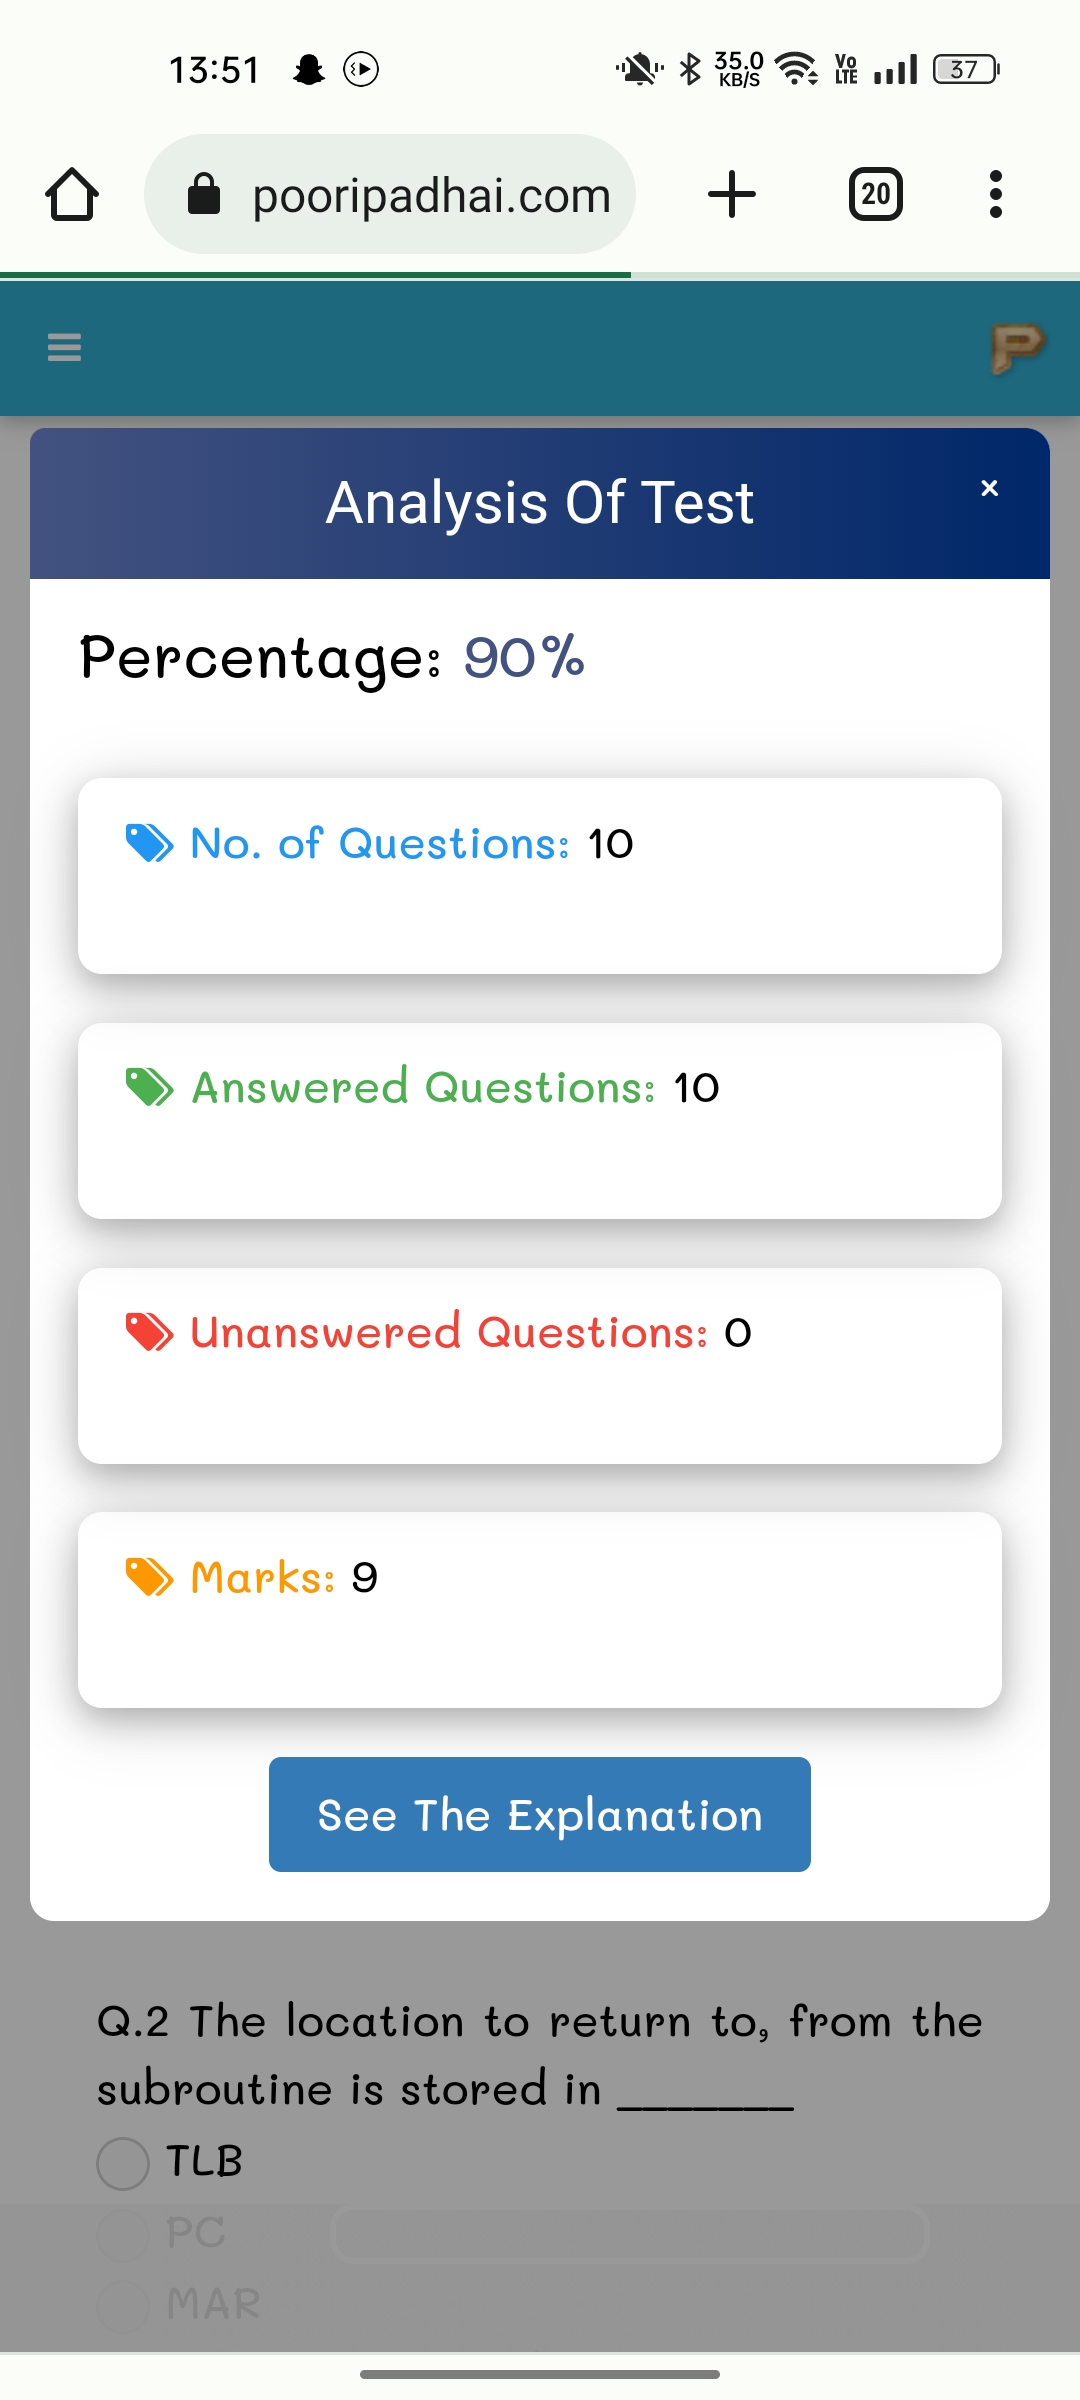 13:51 35.0 KB/S Vo LTE 37
pooripadhai.com 20
P
Analysis Of Test ×
Percentage: 90%
No. of Questions: 10
Answered Questions: 10
Unanswered Questions: 0
Marks: 9
See The Explanation
Q.2 The location to return to, from the
subroutine is stored in _______
TLB
PC
MAR